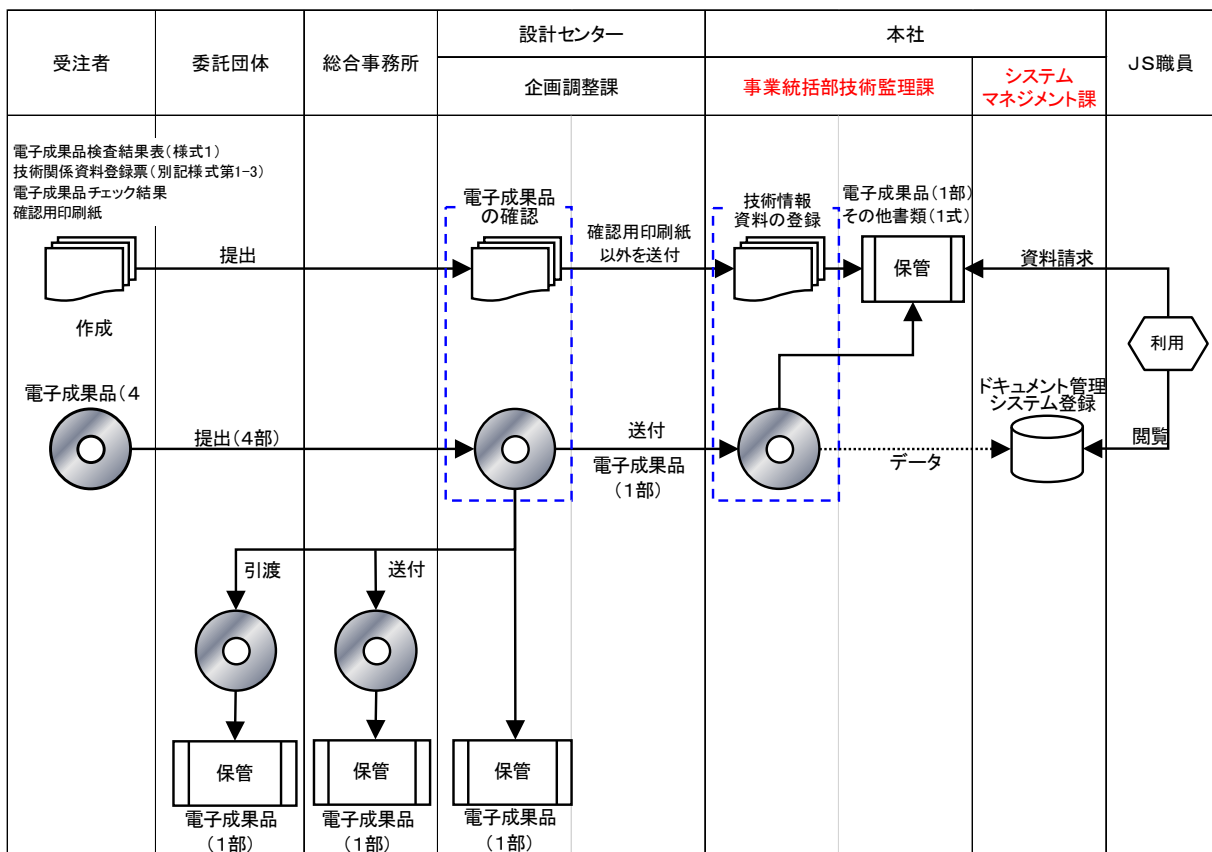 受注者
委託団体
総合事務所
設計センター
企画調整課
本社
事業統括部技術監理課
システム
マネジメント課
JS職員
電子成果品検査結果表(様式1)
技術関係資料登録票(別記様式第1-3)
電子成果品チェック結果
確認用印刷紙
作成
提出
電子成果品
の確認
確認用印刷紙
以外を送付
技術情報
資料の登録
電子成果品(1部)
その他書類(1式)
保管
資料請求
利用
電子成果品(4
提出(4部)
送付
電子成果品
(1部)
データ
ドキュメント管理
システム登録
閲覧
引渡
送付
保管
電子成果品
(1部)
保管
電子成果品
(1部)
保管
電子成果品
(1部)